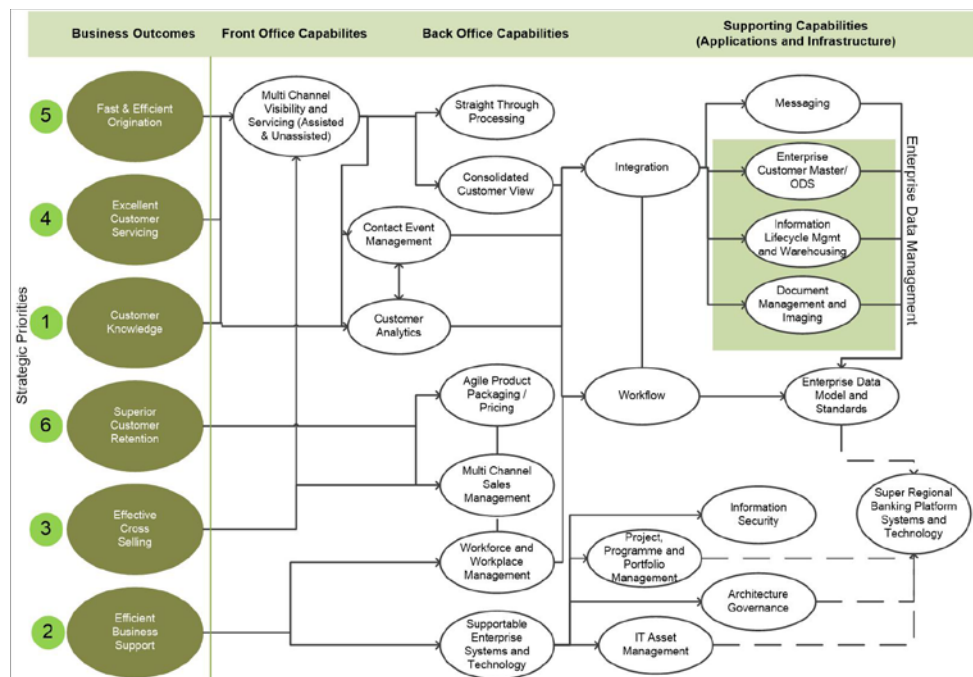 Business Outcomes
Front Office Capabilites
Back Office Capabilities
Supporting Capabilities
(Applications and Infrastructure)
Strategic Priorities
5
Fast & Efficient
Origination
4
Excellent
Customer
Servicing
1
Customer
Knowledge
6
Superior
Customer
Retention
3
Effective
Cross
Selling
2
Efficient
Business
Support
Multi Channel
Visibility and
Servicing (Assisted
& Unassisted)
Straight Through
Processing
Consolidated
Customer View
Contact Event
Management
Customer
Analytics
Agile Product
Packaging /
Pricing
Multi Channel
Sales
Management
Workforce and
Workplace
Management
Supportable
Enterprise
Systems and
Technology
Integration
Workflow
Messaging
Enterprise
Customer Master/
ODS
Information
Lifecycle Mgmt
and Warehousing
Document
Management and
Imaging
Enterprise Data Management
Enterprise Data
Model and
Standards
Information
Security
Project,
Programme and
Portfolio
Management
Architecture
Governance
IT Asset
Management
Super Regional
Banking Platform
Systems and
Technology